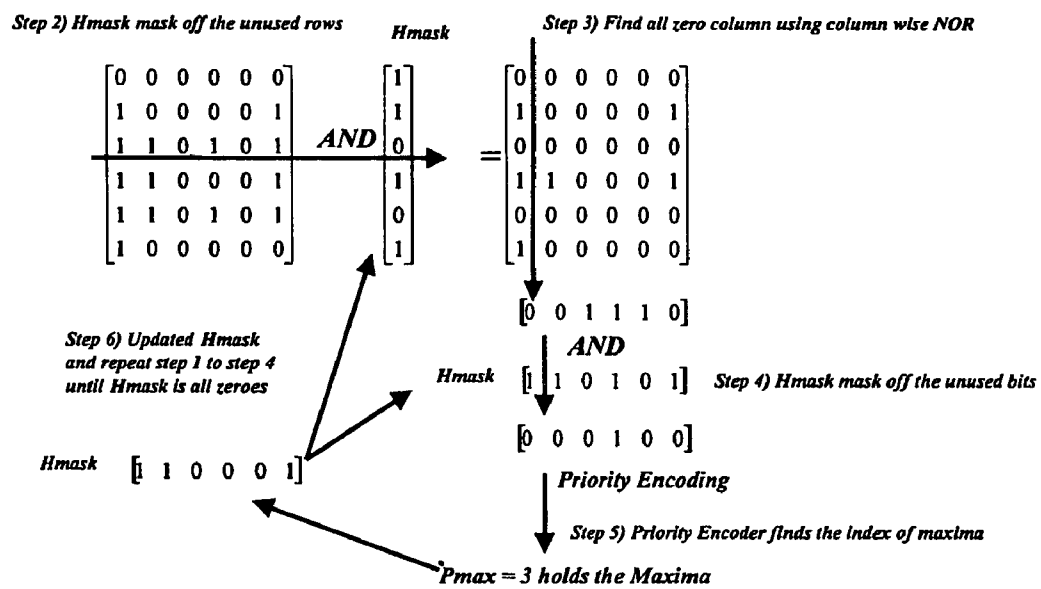 Step 2) Hmask mask off the unused rows
Hmask
Step 3) Find all zero column using column wise NOR
0 0 0 0 0 0
1 0 0 0 0 1
1 1 0 1 0 1
1 1 0 0 0 1
1 1 0 1 0 1
1 0 0 0 0 0
AND
1
1
0
1
0
1
=
0 0 0 0 0 0
1 0 0 0 0 1
0 0 0 0 0 0
1 1 0 0 0 1
0 0 0 0 0 0
1 0 0 0 0 0
[0 0 1 1 1 0]
AND
Step 6) Updated Hmask
and repeat step 1 to step 4
until Hmask is all zeroes
Hmask [1 1 0 1 0 1] Step 4) Hmask mask off the unused bits
[0 0 0 1 0 0]
Hmask [1 1 0 0 0 1]
Priority Encoding
Step 5) Priority Encoder finds the index of maxima
Pmax = 3 holds the Maxima